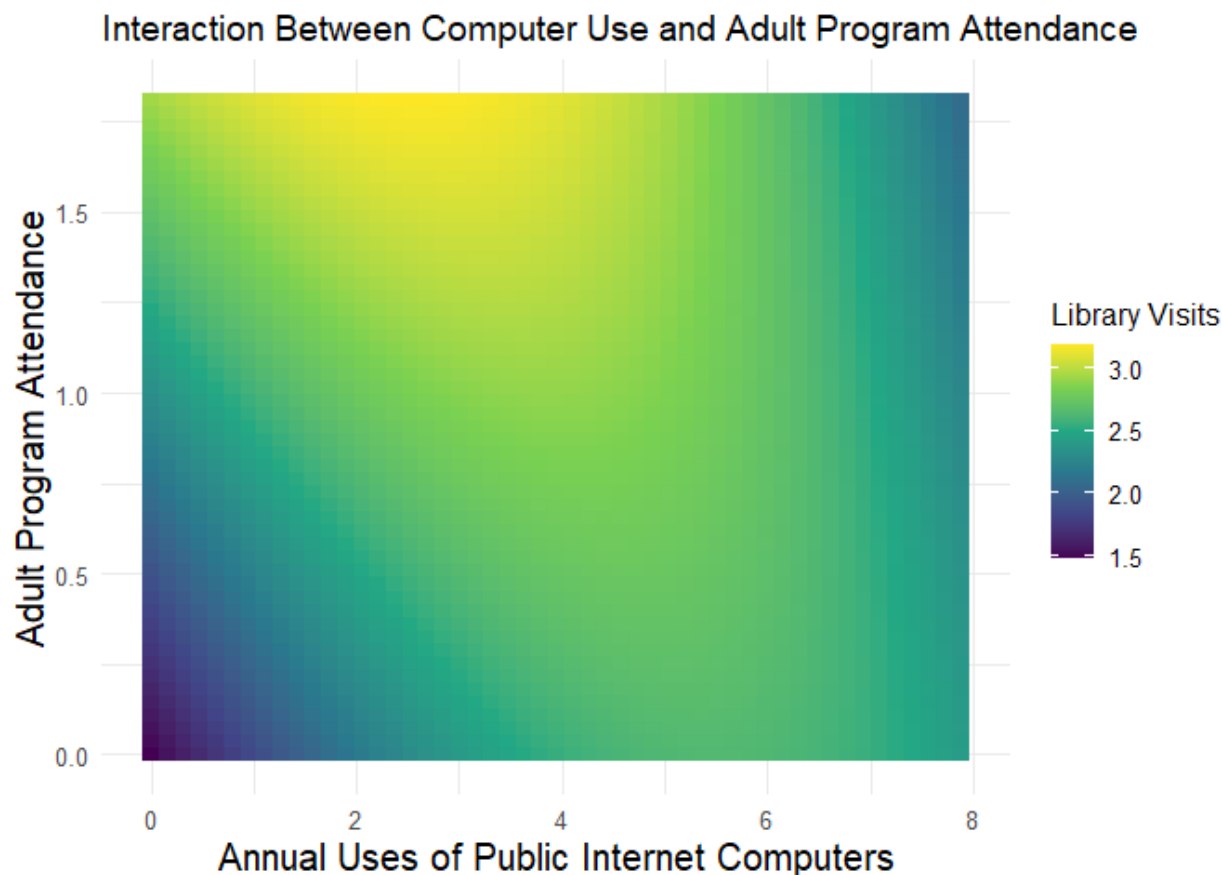 Interaction Between Computer Use and Adult Program Attendance
Adult Program Attendance
1.5
1.0
0.5
0.0
0 2 4 6 8
Annual Uses of Public Internet Computers
Library Visits
3.0
2.5
2.0
1.5